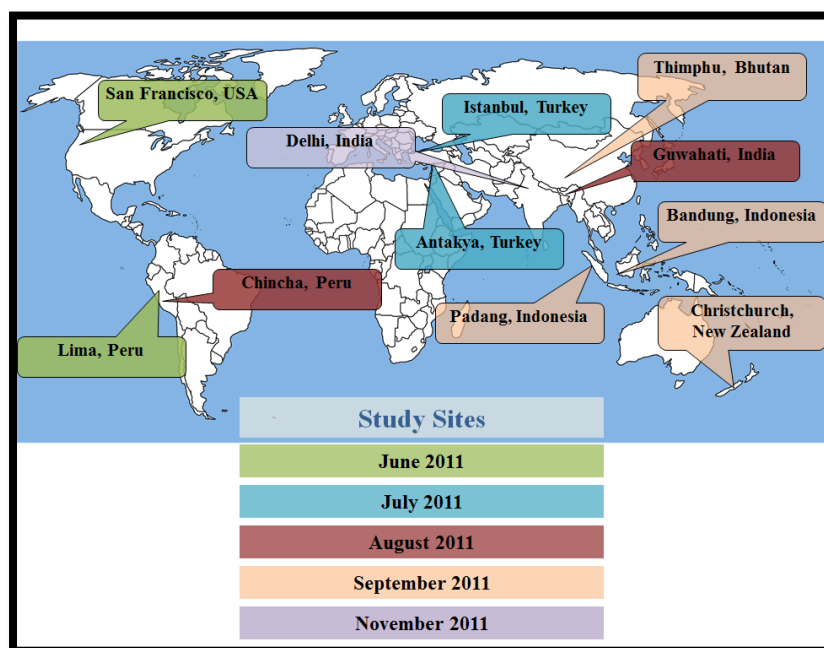 Thimphu, Bhutan
San Francisco, USA
Istanbul, Turkey
Delhi, India
Guwahati, India
Bandung, Indonesia
Antakya, Turkey
Chincha, Peru
Padang, Indonesia
Christchurch,
New Zealand
Lima, Peru
Study Sites
June 2011
July 2011
August 2011
September 2011
November 2011